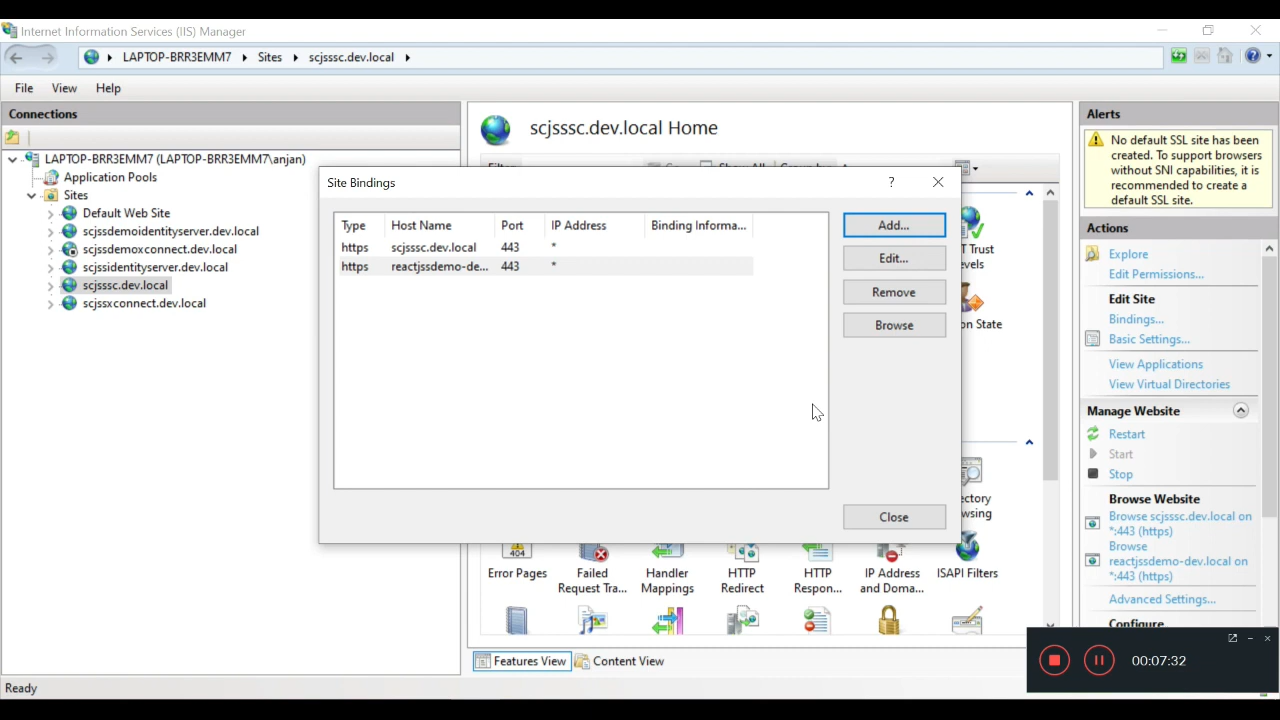 Internet Information Services (IIS) Manager
LAPTOP-BRR3EMM7 Sites scjsssc.dev.local
File View Help
Connections
LAPTOP-BRR3EMM7 (LAPTOP-BRR3EMM7\anjan)
Application Pools
Sites
Default Web Site
scjssdemoidentityserver.dev.local
scjssdemoxconnect.dev.local
scjssidentityserver.dev.local
scjsssc.dev.local
scjssxconnect.dev.local
scjsssc.dev.local Home
Site Bindings
Type Host Name Port IP Address Binding Informa...
https scjsssc.dev.local 443 *
https reactjssdemo-de... 443 *
Add...
Edit...
Remove
Browse
Close
on State
Error Pages
Failed
Request Tra...
Handler
Mappings
HTTP
Redirect
HTTP
Respon...
IP Address
and Doma...
ISAPI Filters
Features View Content View
Alerts
No default SSL site has been
created. To support browsers
without SNI capabilities, it is
recommended to create a
default SSL site.
Actions
Explore
Edit Permissions...
Edit Site
Bindings...
Basic Settings...
View Applications
View Virtual Directories
Manage Website
Restart
Start
Stop
Browse Website
Browse scjsssc.dev.local on
*:443 (https)
Browse
reactjssdemo-dev.local on
*:443 (https)
Advanced Settings...
Configure
00:07:32
Ready